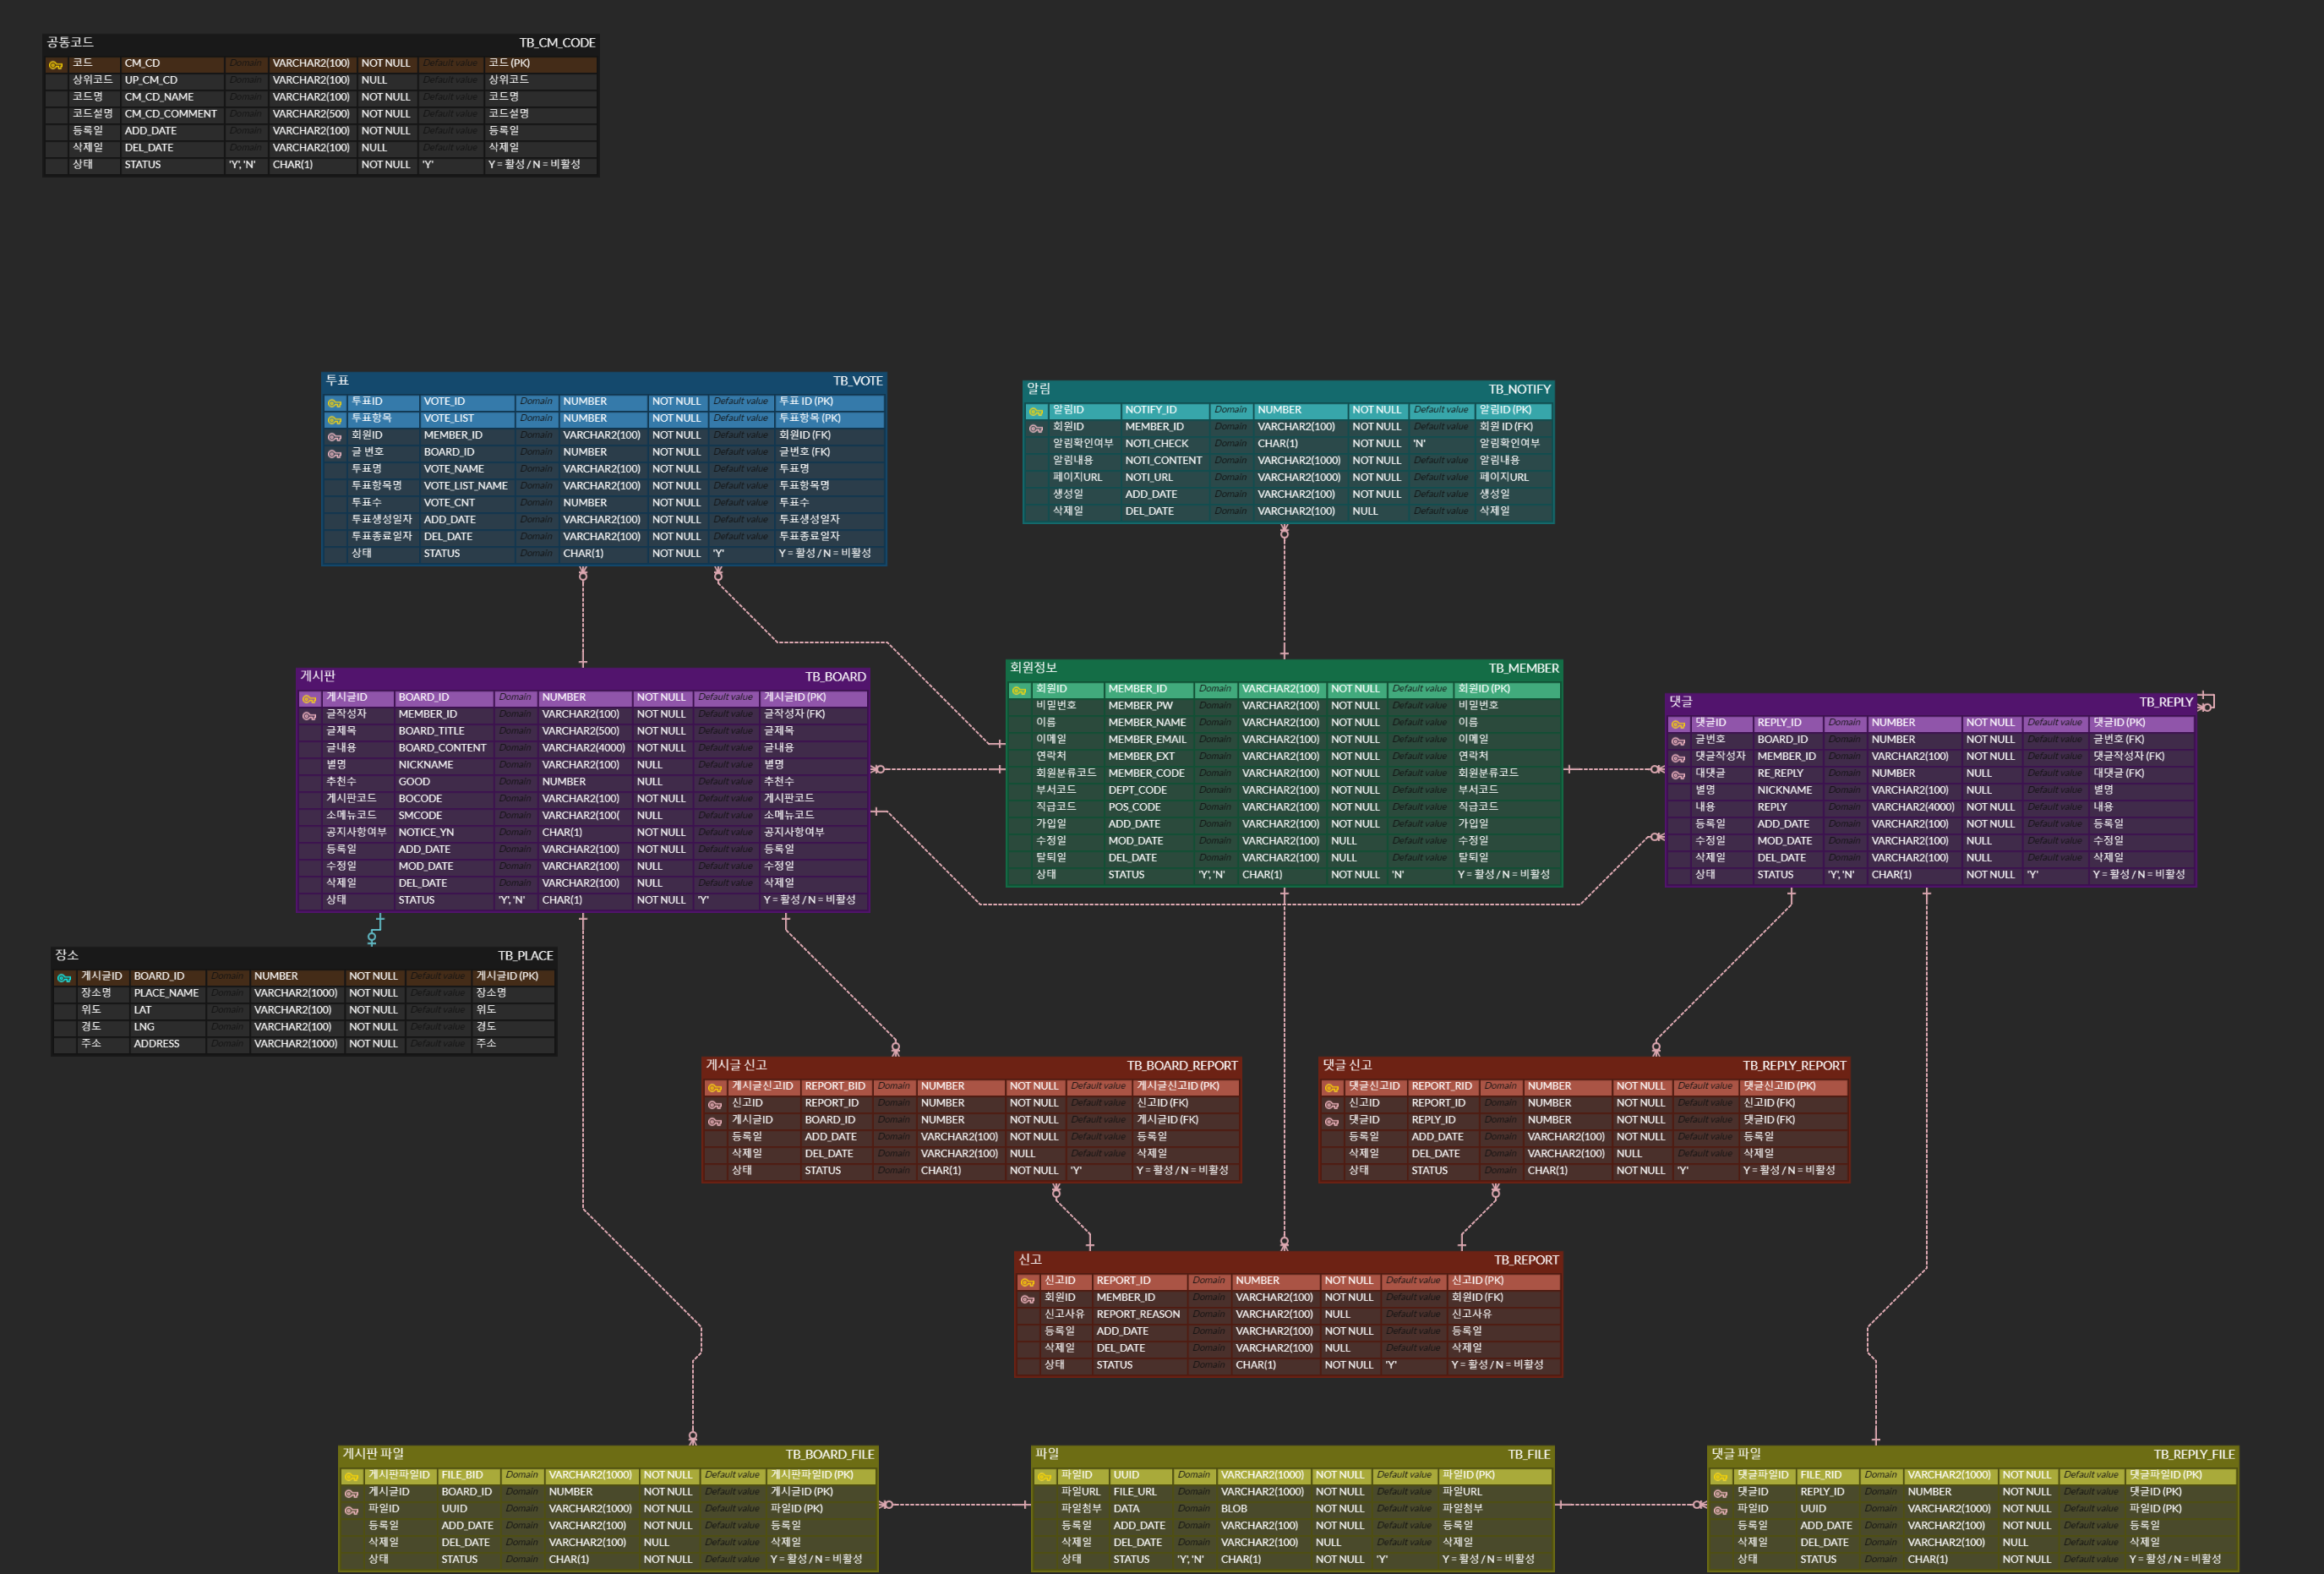 공통코드 TB_CM_CODE
코드 CM_CD Domain VARCHAR2(100) NOT NULL Default value 코드 (PK)
상위코드 UP_CM_CD Domain VARCHAR2(100) NULL Default value 상위코드
코드명 CM_CD_NAME Domain VARCHAR2(100) NOT NULL Default value 코드명
코드설명 CM_CD_COMMENT Domain VARCHAR2(500) NOT NULL Default value 코드설명
등록일 ADD_DATE Domain VARCHAR2(100) NOT NULL Default value 등록일
삭제일 DEL_DATE Domain VARCHAR2(100) NULL Default value 삭제일
상태 STATUS 'Y', 'N' CHAR(1) NOT NULL 'Y' Y = 활성 / N = 비활성
투표 TB_VOTE
투표ID VOTE_ID Domain NUMBER NOT NULL Default value 투표 ID (PK)
투표항목 VOTE_LIST Domain NUMBER NOT NULL Default value 투표항목 (PK)
회원ID MEMBER_ID Domain VARCHAR2(100) NOT NULL Default value 회원ID (FK)
글 번호 BOARD_ID Domain NUMBER NOT NULL Default value 글번호 (FK)
투표명 VOTE_NAME Domain VARCHAR2(100) NOT NULL Default value 투표명
투표항목명 VOTE_LIST_NAME Domain VARCHAR2(100) NOT NULL Default value 투표항목명
투표수 VOTE_CNT Domain NUMBER NOT NULL Default value 투표수
투표생성일자 ADD_DATE Domain VARCHAR2(100) NOT NULL Default value 투표생성일자
투표종료일자 DEL_DATE Domain VARCHAR2(100) NOT NULL Default value 투표종료일자
상태 STATUS Domain CHAR(1) NOT NULL 'Y' Y = 활성 / N = 비활성
알림 TB_NOTIFY
알림ID NOTIFY_ID Domain NUMBER NOT NULL Default value 알림ID (PK)
회원ID MEMBER_ID Domain VARCHAR2(100) NOT NULL Default value 회원 ID (FK)
알림확인여부 NOTI_CHECK Domain CHAR(1) NOT NULL 'N' 알림확인여부
알림내용 NOTI_CONTENT Domain VARCHAR2(1000) NOT NULL Default value 알림내용
페이지URL NOTI_URL Domain VARCHAR2(1000) NOT NULL Default value 페이지URL
생성일 ADD_DATE Domain VARCHAR2(100) NOT NULL Default value 생성일
삭제일 DEL_DATE Domain VARCHAR2(100) NULL Default value 삭제일
게시판 TB_BOARD
게시글ID BOARD_ID Domain NUMBER NOT NULL Default value 게시글ID (PK)
글작성자 MEMBER_ID Domain VARCHAR2(100) NOT NULL Default value 글작성자 (FK)
글제목 BOARD_TITLE Domain VARCHAR2(500) NOT NULL Default value 글제목
글내용 BOARD_CONTENT Domain VARCHAR2(4000) NOT NULL Default value 글내용
별명 NICKNAME Domain VARCHAR2(100) NULL Default value 별명
추천수 GOOD Domain NUMBER NULL Default value 추천수
게시판코드 BOCODE Domain VARCHAR2(100) NOT NULL Default value 게시판코드
소메뉴코드 SMCODE Domain VARCHAR2(100( NULL Default value 소메뉴코드
공지사항여부 NOTICE_YN Domain CHAR(1) NOT NULL Default value 공지사항여부
등록일 ADD_DATE Domain VARCHAR2(100) NOT NULL Default value 등록일
수정일 MOD_DATE Domain VARCHAR2(100) NULL Default value 수정일
삭제일 DEL_DATE Domain VARCHAR2(100) NULL Default value 삭제일
상태 STATUS 'Y', 'N' CHAR(1) NOT NULL 'Y' Y = 활성 / N = 비활성
회원정보 TB_MEMBER
회원ID MEMBER_ID Domain VARCHAR2(100) NOT NULL Default value 회원ID (PK)
비밀번호 MEMBER_PW Domain VARCHAR2(100) NOT NULL Default value 비밀번호
이름 MEMBER_NAME Domain VARCHAR2(100) NOT NULL Default value 이름
이메일 MEMBER_EMAIL Domain VARCHAR2(100) NOT NULL Default value 이메일
연락처 MEMBER_EXT Domain VARCHAR2(100) NOT NULL Default value 연락처
회원분류코드 MEMBER_CODE Domain VARCHAR2(100) NOT NULL Default value 회원분류코드
부서코드 DEPT_CODE Domain VARCHAR2(100) NOT NULL Default value 부서코드
직급코드 POS_CODE Domain VARCHAR2(100) NOT NULL Default value 직급코드
가입일 ADD_DATE Domain VARCHAR2(100) NOT NULL Default value 가입일
수정일 MOD_DATE Domain VARCHAR2(100) NULL Default value 수정일
탈퇴일 DEL_DATE Domain VARCHAR2(100) NULL Default value 탈퇴일
상태 STATUS 'Y', 'N' CHAR(1) NOT NULL 'N' Y = 활성 / N = 비활성
댓글 TB_REPLY
댓글ID REPLY_ID Domain NUMBER NOT NULL Default value 댓글ID (PK)
글번호 BOARD_ID Domain NUMBER NOT NULL Default value 글번호 (FK)
댓글작성자 MEMBER_ID Domain VARCHAR2(100) NOT NULL Default value 댓글작성자 (FK)
대댓글 RE_REPLY Domain NUMBER NULL Default value 대댓글 (FK)
별명 NICKNAME Domain VARCHAR2(100) NULL Default value 별명
내용 REPLY Domain VARCHAR2(4000) NOT NULL Default value 내용
등록일 ADD_DATE Domain VARCHAR2(100) NOT NULL Default value 등록일
수정일 MOD_DATE Domain VARCHAR2(100) NULL Default value 수정일
삭제일 DEL_DATE Domain VARCHAR2(100) NULL Default value 삭제일
상태 STATUS 'Y', 'N' CHAR(1) NOT NULL 'Y' Y = 활성 / N = 비활성
장소 TB_PLACE
게시글ID BOARD_ID Domain NUMBER NOT NULL Default value 게시글ID (PK)
장소명 PLACE_NAME Domain VARCHAR2(1000) NOT NULL Default value 장소명
위도 LAT Domain VARCHAR2(100) NOT NULL Default value 위도
경도 LNG Domain VARCHAR2(100) NOT NULL Default value 경도
주소 ADDRESS Domain VARCHAR2(1000) NOT NULL Default value 주소
게시글 신고 TB_BOARD_REPORT
게시글신고ID REPORT_BID Domain NUMBER NOT NULL Default value 게시글신고ID (PK)
신고ID REPORT_ID Domain NUMBER NOT NULL Default value 신고ID (FK)
게시글ID BOARD_ID Domain NUMBER NOT NULL Default value 게시글ID (FK)
등록일 ADD_DATE Domain VARCHAR2(100) NOT NULL Default value 등록일
삭제일 DEL_DATE Domain VARCHAR2(100) NULL Default value 삭제일
상태 STATUS Domain CHAR(1) NOT NULL 'Y' Y = 활성 / N = 비활성
댓글 신고 TB_REPLY_REPORT
댓글신고ID REPORT_RID Domain NUMBER NOT NULL Default value 댓글신고ID (PK)
신고ID REPORT_ID Domain NUMBER NOT NULL Default value 신고ID (FK)
댓글ID REPLY_ID Domain NUMBER NOT NULL Default value 댓글ID (FK)
등록일 ADD_DATE Domain VARCHAR2(100) NOT NULL Default value 등록일
삭제일 DEL_DATE Domain VARCHAR2(100) NULL Default value 삭제일
상태 STATUS Domain CHAR(1) NOT NULL 'Y' Y = 활성 / N = 비활성
신고 TB_REPORT
신고ID REPORT_ID Domain NUMBER NOT NULL Default value 신고ID (PK)
회원ID MEMBER_ID Domain VARCHAR2(100) NOT NULL Default value 회원ID (FK)
신고사유 REPORT_REASON Domain VARCHAR2(100) NULL Default value 신고사유
등록일 ADD_DATE Domain VARCHAR2(100) NOT NULL Default value 등록일
삭제일 DEL_DATE Domain VARCHAR2(100) NULL Default value 삭제일
상태 STATUS Domain CHAR(1) NOT NULL 'Y' Y = 활성 / N = 비활성
게시판 파일 TB_BOARD_FILE
게시판파일ID FILE_BID Domain VARCHAR2(1000) NOT NULL Default value 게시판파일ID (PK)
게시글ID BOARD_ID Domain NUMBER NOT NULL Default value 게시글ID (PK)
파일ID UUID Domain VARCHAR2(1000) NOT NULL Default value 파일ID (PK)
등록일 ADD_DATE Domain VARCHAR2(100) NOT NULL Default value 등록일
삭제일 DEL_DATE Domain VARCHAR2(100) NULL Default value 삭제일
상태 STATUS Domain CHAR(1) NOT NULL Default value Y = 활성 / N = 비활성
파일 TB_FILE
파일ID UUID Domain VARCHAR2(1000) NOT NULL Default value 파일ID (PK)
파일URL FILE_URL Domain VARCHAR2(1000) NOT NULL Default value 파일URL
파일첨부 DATA Domain BLOB NOT NULL Default value 파일첨부
등록일 ADD_DATE Domain VARCHAR2(100) NOT NULL Default value 등록일
삭제일 DEL_DATE Domain VARCHAR2(100) NULL Default value 삭제일
상태 STATUS 'Y', 'N' CHAR(1) NOT NULL 'Y' Y = 활성 / N = 비활성
댓글 파일 TB_REPLY_FILE
댓글파일ID FILE_RID Domain VARCHAR2(1000) NOT NULL Default value 댓글파일ID (PK)
댓글ID REPLY_ID Domain NUMBER NOT NULL Default value 댓글ID (PK)
파일ID UUID Domain VARCHAR2(1000) NOT NULL Default value 파일ID (PK)
등록일 ADD_DATE Domain VARCHAR2(100) NOT NULL Default value 등록일
삭제일 DEL_DATE Domain VARCHAR2(100) NULL Default value 삭제일
상태 STATUS Domain CHAR(1) NOT NULL Default value Y = 활성 / N = 비활성